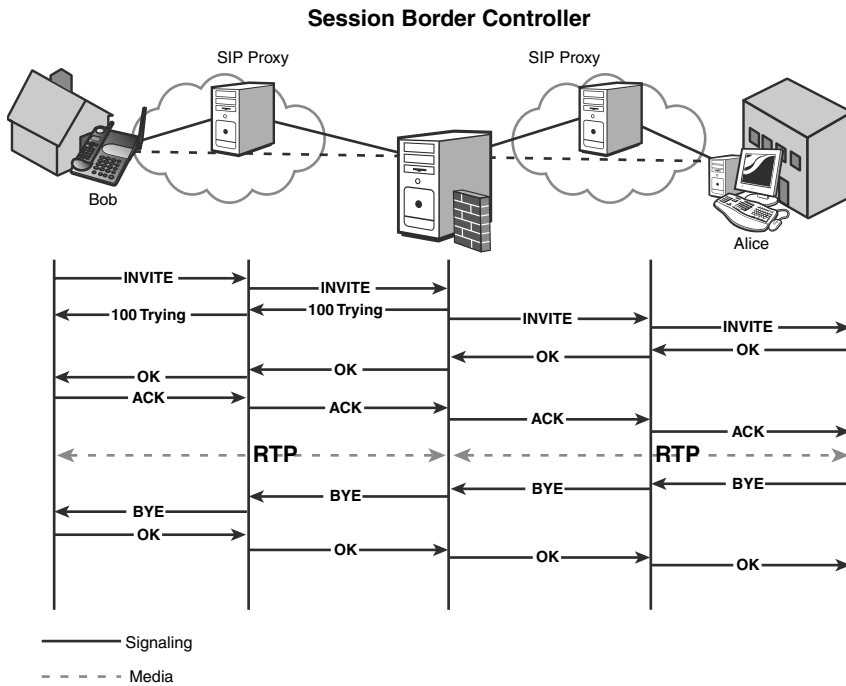 Session Border Controller
SIP Proxy
SIP Proxy
Bob
Alice
INVITE
INVITE
100 Trying
100 Trying
INVITE
INVITE
OK
OK
OK
OK
ACK
ACK
ACK
ACK
RTP
RTP
BYE
BYE
BYE
BYE
OK
OK
OK
OK
Signaling
Media